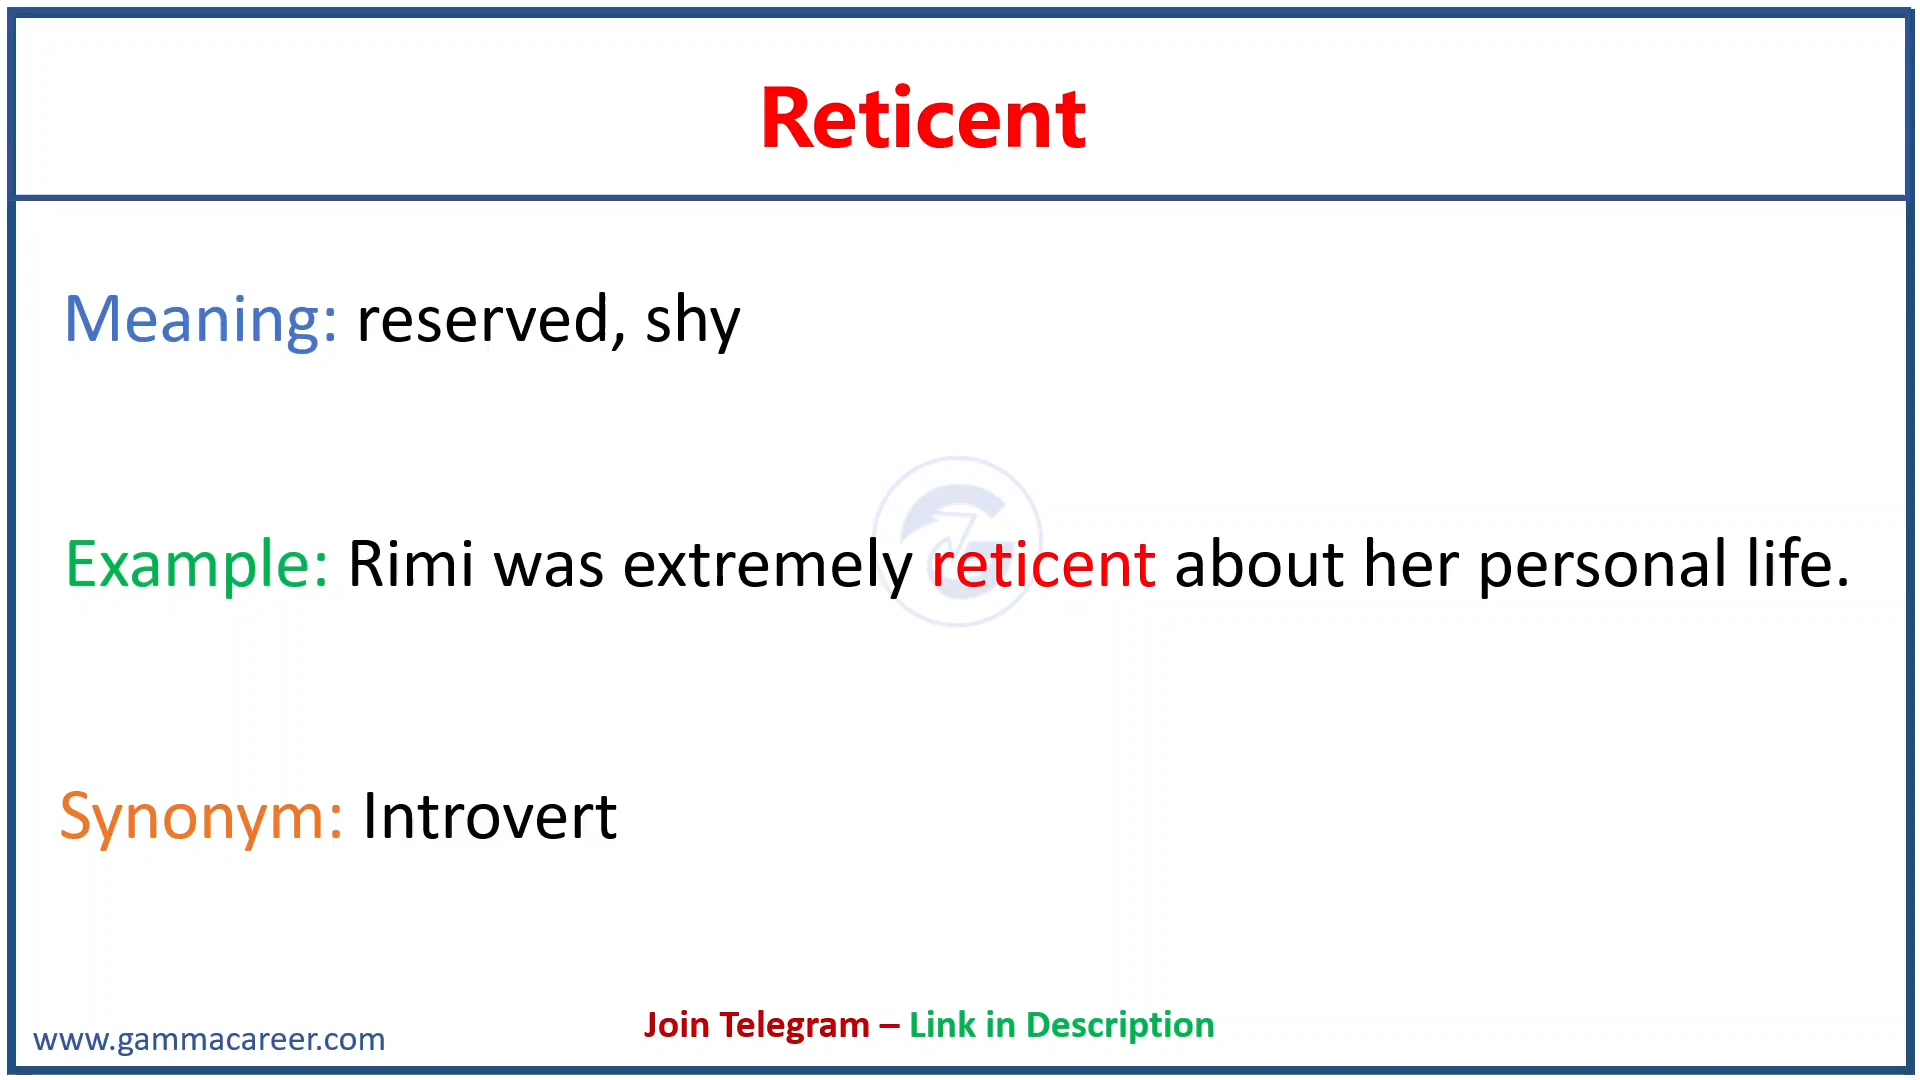 Reticent
Meaning: reserved, shy
Example: Rimi was extremely reticent about her personal life.
Synonym: Introvert
Join Telegram – Link in Description
www.gammacareer.com